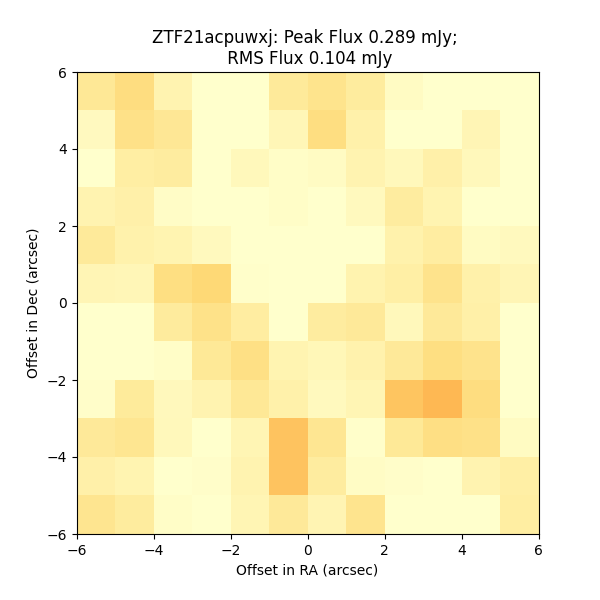 ZTF21acpuwxj: Peak Flux 0.289 mJy;
RMS Flux 0.104 mJy
6
4
2
0
−2
−4
−6
Offset in Dec (arcsec)
−6 −4 −2 0 2 4 6
Offset in RA (arcsec)